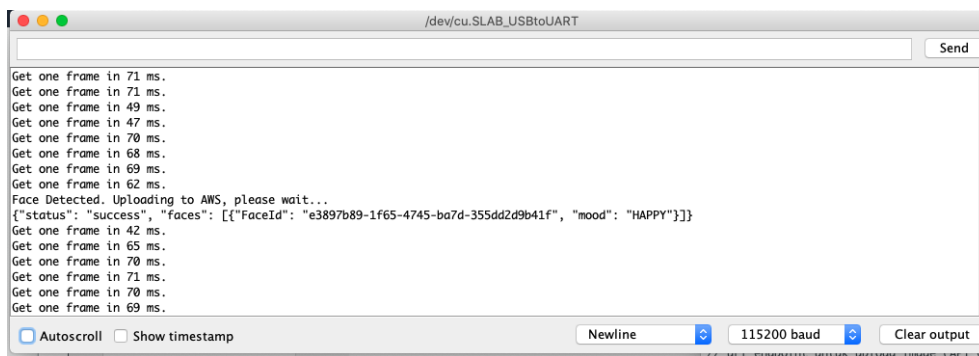 /dev/cu.SLAB_USBtoUART
Send
Get one frame in 71 ms.
Get one frame in 71 ms.
Get one frame in 49 ms.
Get one frame in 47 ms.
Get one frame in 70 ms.
Get one frame in 68 ms.
Get one frame in 69 ms.
Get one frame in 62 ms.
Face Detected. Uploading to AWS, please wait...
{"status": "success", "faces": [{"FaceId": "e3897b89-1f65-4745-ba7d-355dd2d9b41f", "mood": "HAPPY"}]}
Get one frame in 42 ms.
Get one frame in 65 ms.
Get one frame in 70 ms.
Get one frame in 71 ms.
Get one frame in 70 ms.
Get one frame in 69 ms.
Autoscroll Show timestamp Newline 115200 baud Clear output